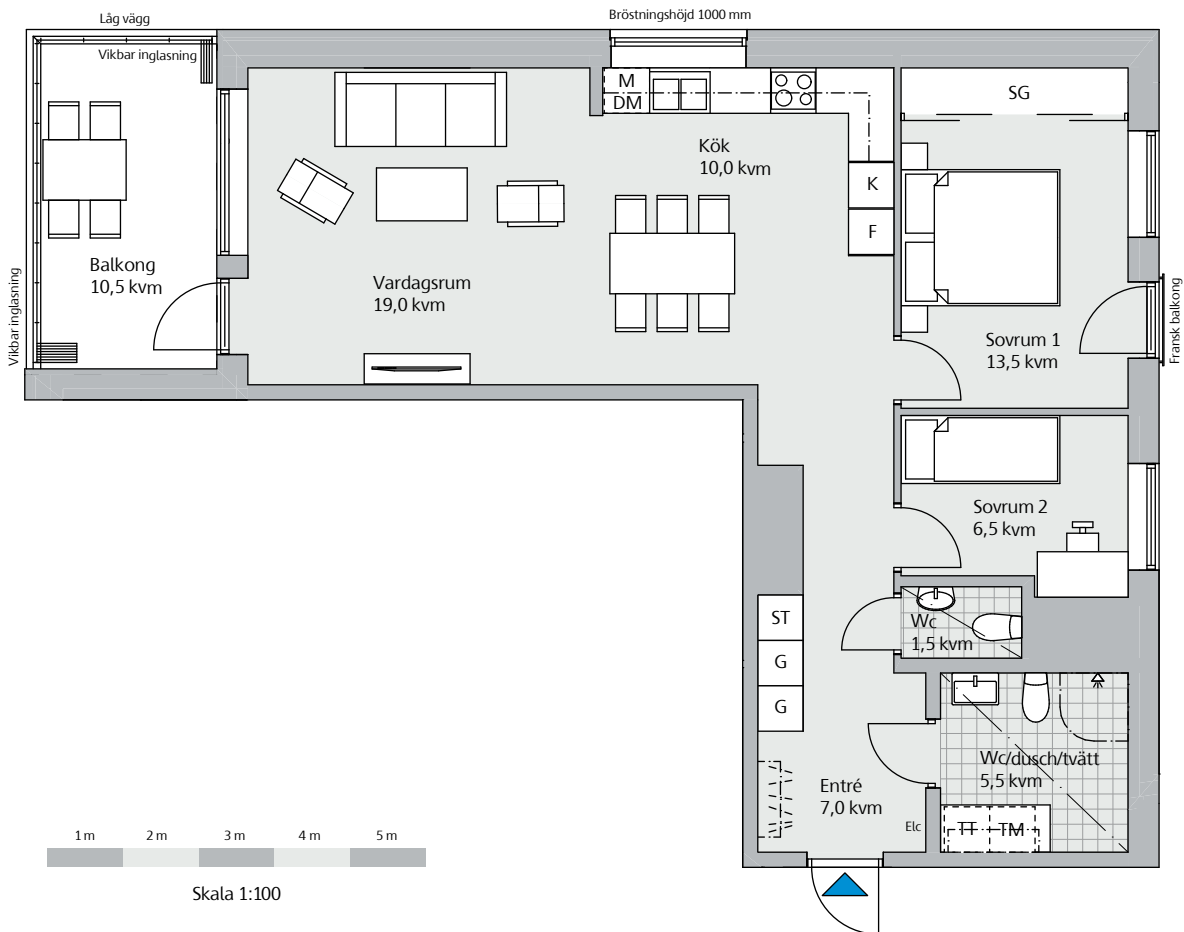 Låg vägg
Bröstningshöjd 1000 mm
Vikbar inglasning
M
DM
SG
Kök
10,0 kvm
K
F
Balkong
10,5 kvm
Vardagsrum
19,0 kvm
Vikbar inglasning
Sovrum 1
13,5 kvm
Fransk balkong
Sovrum 2
6,5 kvm
ST
G
G
Wc
1,5 kvm
Wc/dusch/tvätt
5,5 kvm
Entré
7,0 kvm
Elc
TT TM
1 m 2 m 3 m 4 m 5 m
Skala 1:100